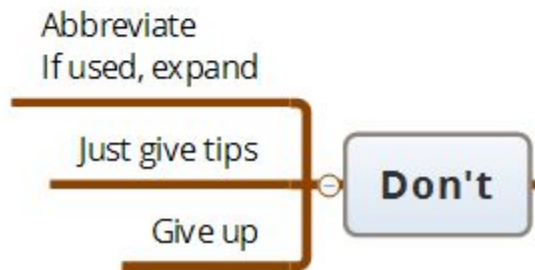 Abbreviate
If used, expand
Just give tips
Give up
Don't